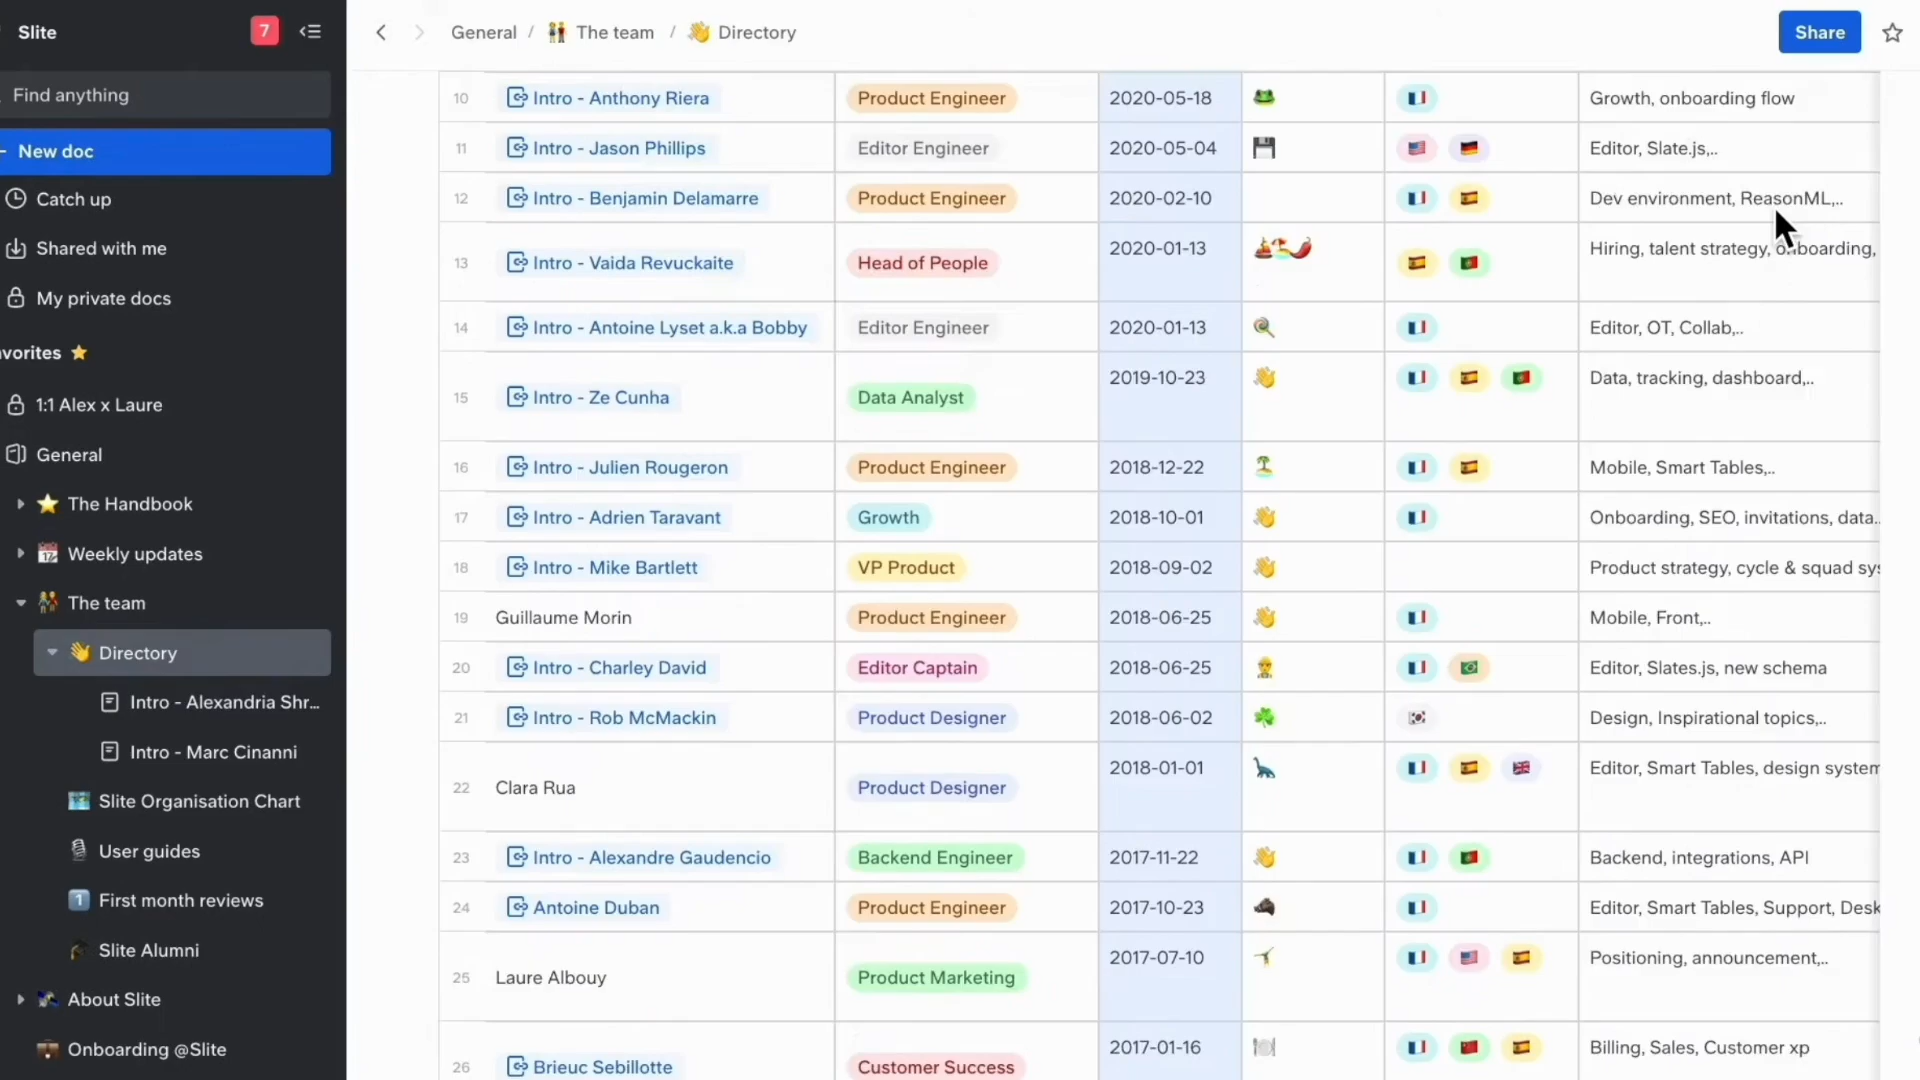 Slite
7
General / The team / Directory
Share
Find anything
New doc
Catch up
Shared with me
My private docs
avorites
1:1 Alex x Laure
General
The Handbook
Weekly updates
The team
Directory
Intro - Alexandria Shr...
Intro - Marc Cinanni
Slite Organisation Chart
User guides
First month reviews
Slite Alumni
About Slite
Onboarding @Slite
10 Intro - Anthony Riera Product Engineer 2020-05-18 Growth, onboarding flow
11 Intro - Jason Phillips Editor Engineer 2020-05-04 Editor, Slate.js,..
12 Intro - Benjamin Delamarre Product Engineer 2020-02-10 Dev environment, ReasonML,..
13 Intro - Vaida Revuckaite Head of People 2020-01-13 Hiring, talent strategy, onboarding,
14 Intro - Antoine Lyset a.k.a Bobby Editor Engineer 2020-01-13 Editor, OT, Collab,..
15 Intro - Ze Cunha Data Analyst 2019-10-23 Data, tracking, dashboard,..
16 Intro - Julien Rougeron Product Engineer 2018-12-22 Mobile, Smart Tables,..
17 Intro - Adrien Taravant Growth 2018-10-01 Onboarding, SEO, invitations, data..
18 Intro - Mike Bartlett VP Product 2018-09-02 Product strategy, cycle & squad sys
19 Guillaume Morin Product Engineer 2018-06-25 Mobile, Front,..
20 Intro - Charley David Editor Captain 2018-06-25 Editor, Slates.js, new schema
21 Intro - Rob McMackin Product Designer 2018-06-02 Design, Inspirational topics,..
22 Clara Rua Product Designer 2018-01-01 Editor, Smart Tables, design system
23 Intro - Alexandre Gaudencio Backend Engineer 2017-11-22 Backend, integrations, API
24 Antoine Duban Product Engineer 2017-10-23 Editor, Smart Tables, Support, Desk
25 Laure Albouy Product Marketing 2017-07-10 Positioning, announcement,..
26 Brieuc Sebillotte Customer Success 2017-01-16 Billing, Sales, Customer xp